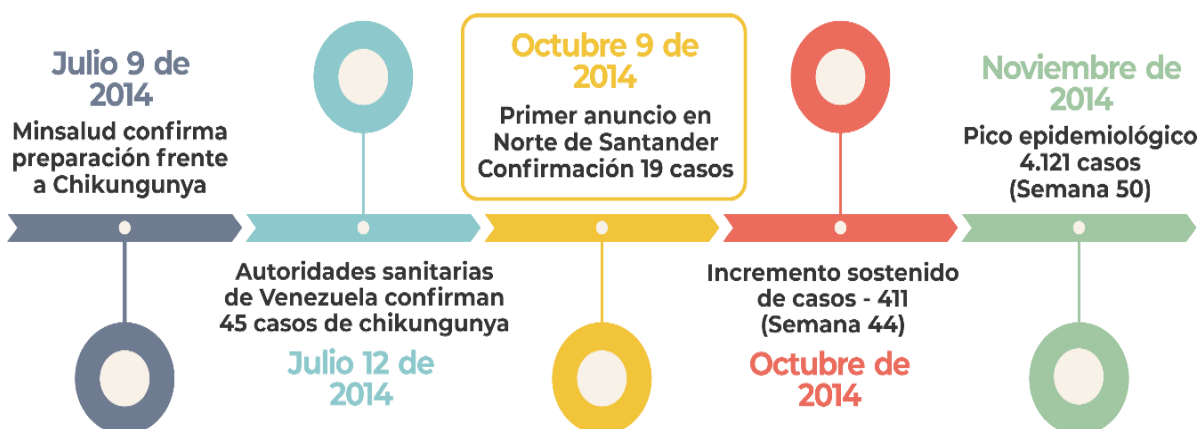 Julio 9 de
2014
Minsalud confirma
preparación frente
a Chikungunya
Autoridades sanitarias
de Venezuela confirman
45 casos de chikungunya
Julio 12 de
2014
Octubre 9 de
2014
Primer anuncio en
Norte de Santander
Confirmación 19 casos
Incremento sostenido
de casos - 411
(Semana 44)
Octubre de
2014
Noviembre de
2014
Pico epidemiológico
4.121 casos
(Semana 50)